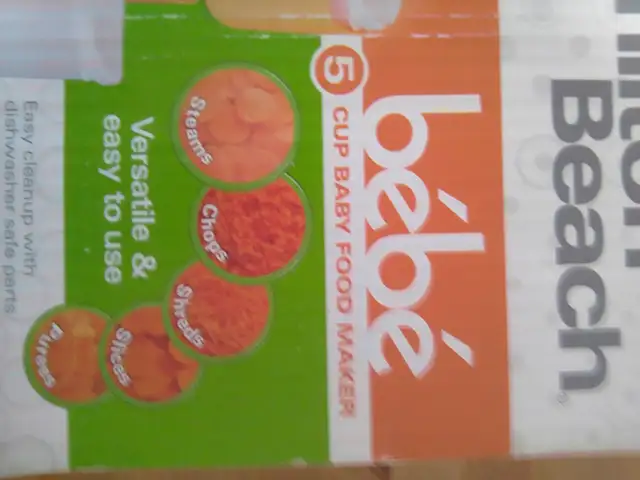 Beach®
bébé
5 CUP BABY FOOD MAKER
Steams
Chops
Shreds
Slices
Purees
Versatile &
easy to use
Easy cleanup with
dishwasher safe parts